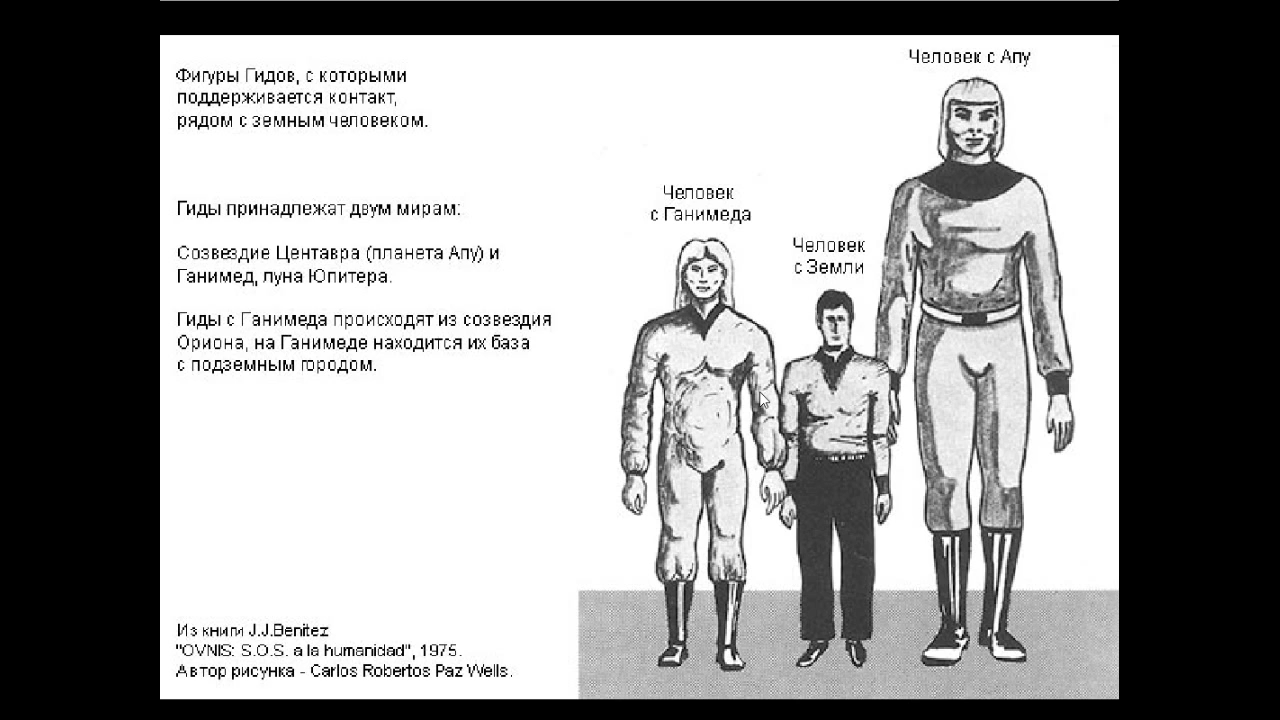 Фигуры Гидов, с которыми
поддерживается контакт,
рядом с земным человеком.
Гиды принадлежат двум мирам:
Созвездие Центавра (планета Апу) и
Ганимед, луна Юпитера.
Гиды с Ганимеда происходят из созвездия
Ориона, на Ганимеде находится их база
с подземным городом.
Человек с Апу
Человек
с Ганимеда
Человек
с Земли
Из книги J.J.Benitez
"OVNIS: S.O.S. a la humanidad", 1975.
Автор рисунка - Carlos Robertos Paz Wells.